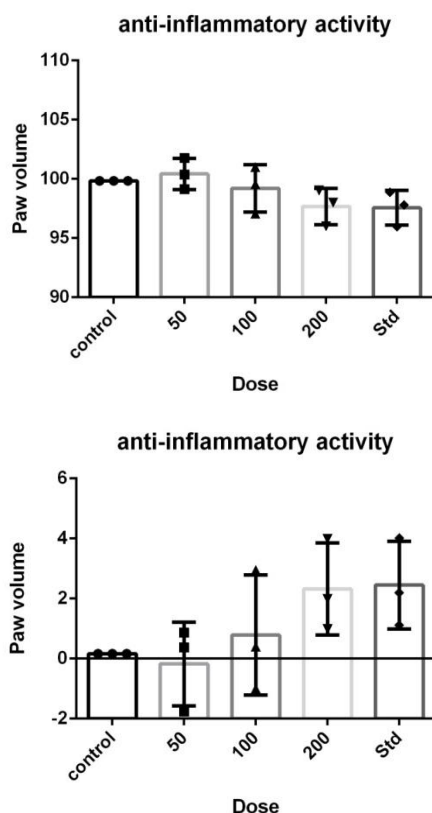 anti-inflammatory activity
110
105
100
95
90
Paw volume
control
50
100
200
Std
Dose
anti-inflammatory activity
6
4
2
0
-2
Paw volume
control
50
100
200
Std
Dose